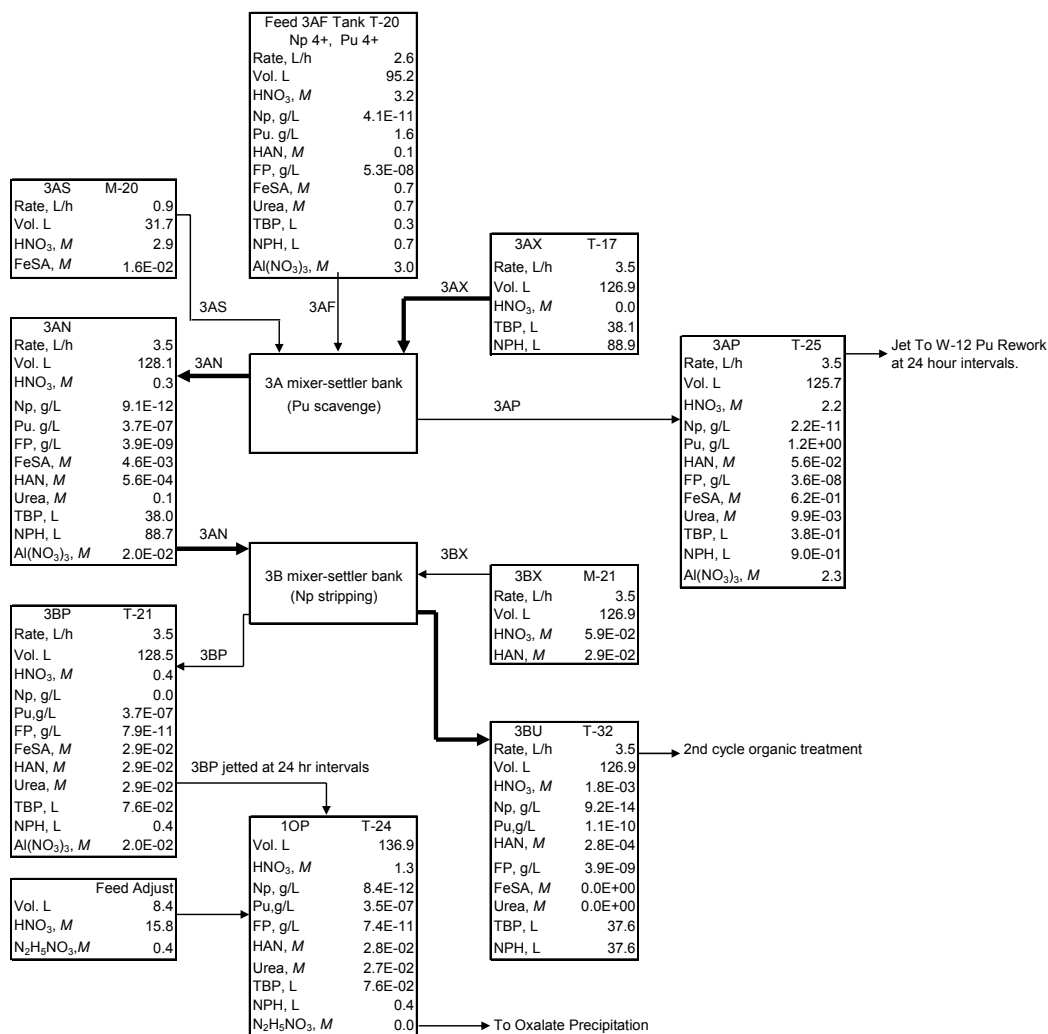 Feed 3AF Tank T-20
Np 4+, Pu 4+
Rate, L/h 2.6
Vol. L 95.2
HNO₃, M 3.2
Np, g/L 4.1E-11
Pu. g/L 1.6
HAN, M 0.1
FP, g/L 5.3E-08
FeSA, M 0.7
Urea, M 0.7
TBP, L 0.3
NPH, L 0.7
Al(NO₃)₃, M 3.0
3AS M-20
Rate, L/h 0.9
Vol. L 31.7
HNO₃, M 2.9
FeSA, M 1.6E-02
3AX T-17
Rate, L/h 3.5
Vol. L 126.9
HNO₃, M 0.0
TBP, L 38.1
NPH, L 88.9
3AS
3AF
3AX
3AN
Rate, L/h 3.5
Vol. L 128.1
HNO₃, M 0.3
Np, g/L 9.1E-12
Pu. g/L 3.7E-07
FP, g/L 3.9E-09
FeSA, M 4.6E-03
HAN, M 5.6E-04
Urea, M 0.1
TBP, L 38.0
NPH, L 88.7
Al(NO₃)₃, M 2.0E-02
3AN
3A mixer-settler bank
(Pu scavenge)
3AP
3AP T-25
Rate, L/h 3.5
Vol. L 125.7
HNO₃, M 2.2
Np, g/L 2.2E-11
Pu, g/L 1.2E+00
HAN, M 5.6E-02
FP, g/L 3.6E-08
FeSA, M 6.2E-01
Urea, M 9.9E-03
TBP, L 3.8E-01
NPH, L 9.0E-01
Al(NO₃)₃, M 2.3
Jet To W-12 Pu Rework
at 24 hour intervals.
3AN
3B mixer-settler bank
(Np stripping)
3BX
3BX M-21
Rate, L/h 3.5
Vol. L 126.9
HNO₃, M 5.9E-02
HAN, M 2.9E-02
3BP T-21
Rate, L/h 3.5
Vol. L 128.5
HNO₃, M 0.4
Np, g/L 0.0
Pu,g/L 3.7E-07
FP, g/L 7.9E-11
FeSA, M 2.9E-02
HAN, M 2.9E-02
Urea, M 2.9E-02
TBP, L 7.6E-02
NPH, L 0.4
Al(NO₃)₃, M 2.0E-02
3BP
3BP jetted at 24 hr intervals
3BU T-32
Rate, L/h 3.5
Vol. L 126.9
HNO₃, M 1.8E-03
Np, g/L 9.2E-14
Pu,g/L 1.1E-10
HAN, M 2.8E-04
FP, g/L 3.9E-09
FeSA, M 0.0E+00
Urea, M 0.0E+00
TBP, L 37.6
NPH, L 37.6
2nd cycle organic treatment
Feed Adjust
Vol. L 8.4
HNO₃, M 15.8
N₂H₅NO₃,M 0.4
1OP T-24
Vol. L 136.9
HNO₃, M 1.3
Np, g/L 8.4E-12
Pu,g/L 3.5E-07
FP, g/L 7.4E-11
HAN, M 2.8E-02
Urea, M 2.7E-02
TBP, L 7.6E-02
NPH, L 0.4
N₂H₅NO₃, M 0.0
To Oxalate Precipitation